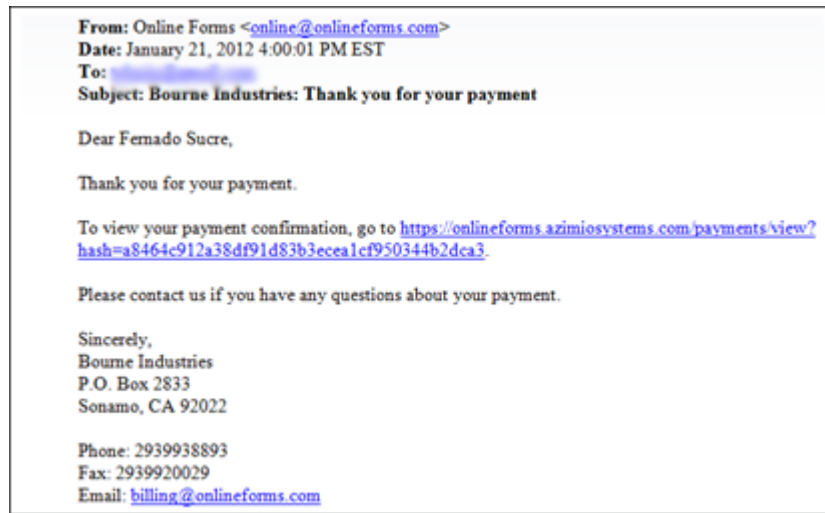 From: Online Forms <online@onlineforms.com>
Date: January 21, 2012 4:00:01 PM EST
To:
Subject: Bourne Industries: Thank you for your payment
Dear Fernado Sucre,
Thank you for your payment.
To view your payment confirmation, go to https://onlineforms.azimiosystems.com/payments/view?
hash=a8464c912a38df91d83b3ecea1cf950344b2dca3.
Please contact us if you have any questions about your payment.
Sincerely,
Bourne Industries
P.O. Box 2833
Sonamo, CA 92022
Phone: 2939938893
Fax: 2939920029
Email: billing@onlineforms.com